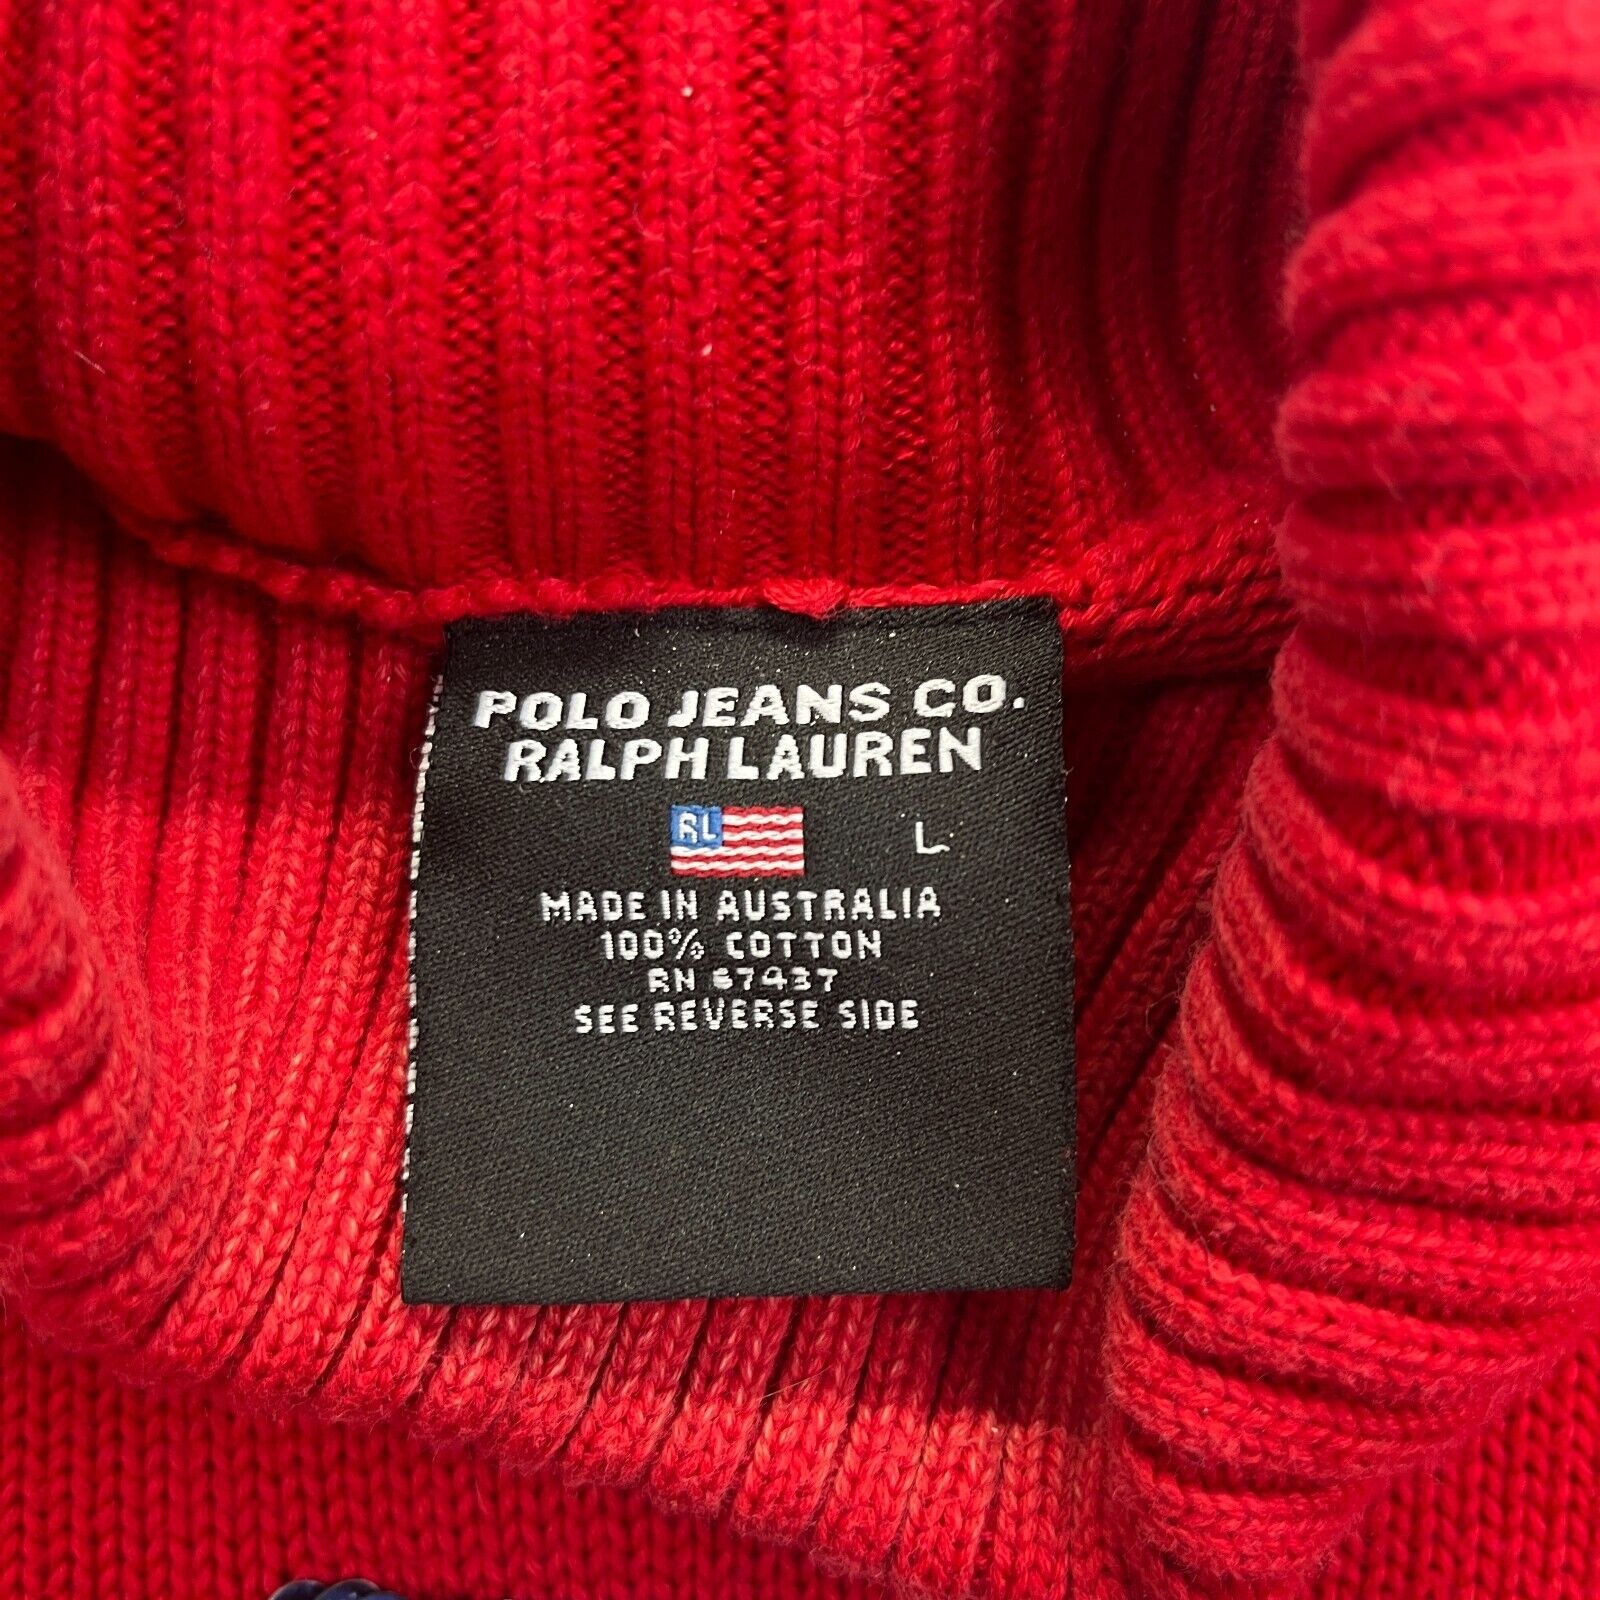 POLO JEANS CO.
RALPH LAUREN
RL
L
MADE IN AUSTRALIA
100% COTTON
RN 67437
SEE REVERSE SIDE